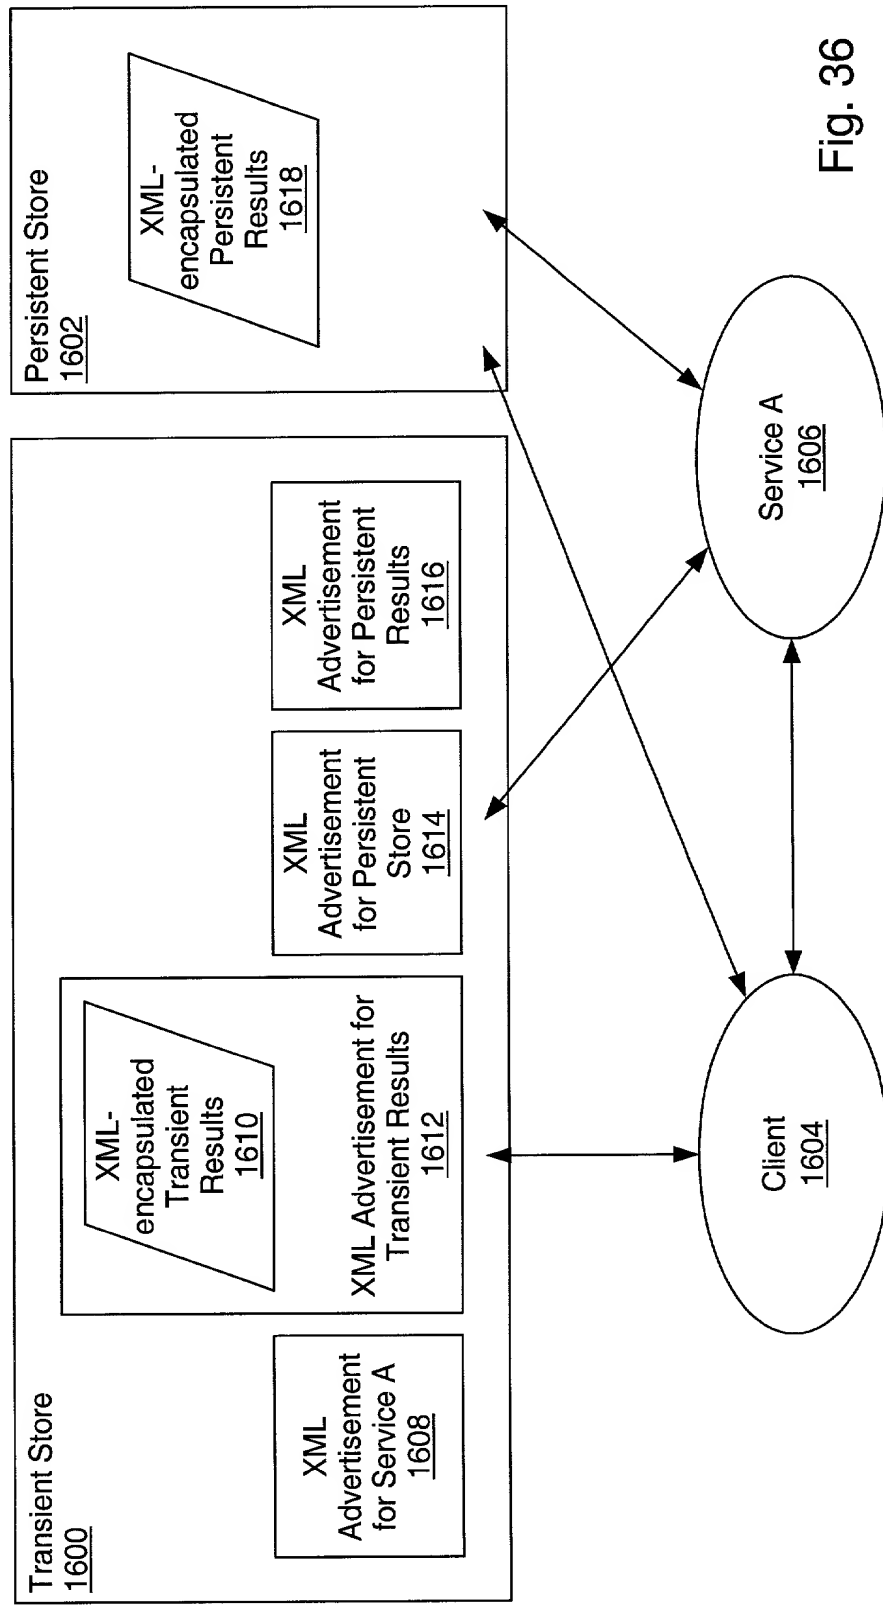 Transient Store
1600
XML
Advertisement
for Service A
1608
XML-
encapsulated
Transient
Results
1610
XML Advertisement for
Transient Results
1612
XML
Advertisement
for Persistent
Store
1614
XML
Advertisement
for Persistent
Results
1616
Persistent Store
1602
XML-
encapsulated
Persistent
Results
1618
Client
1604
Service A
1606
Fig. 36